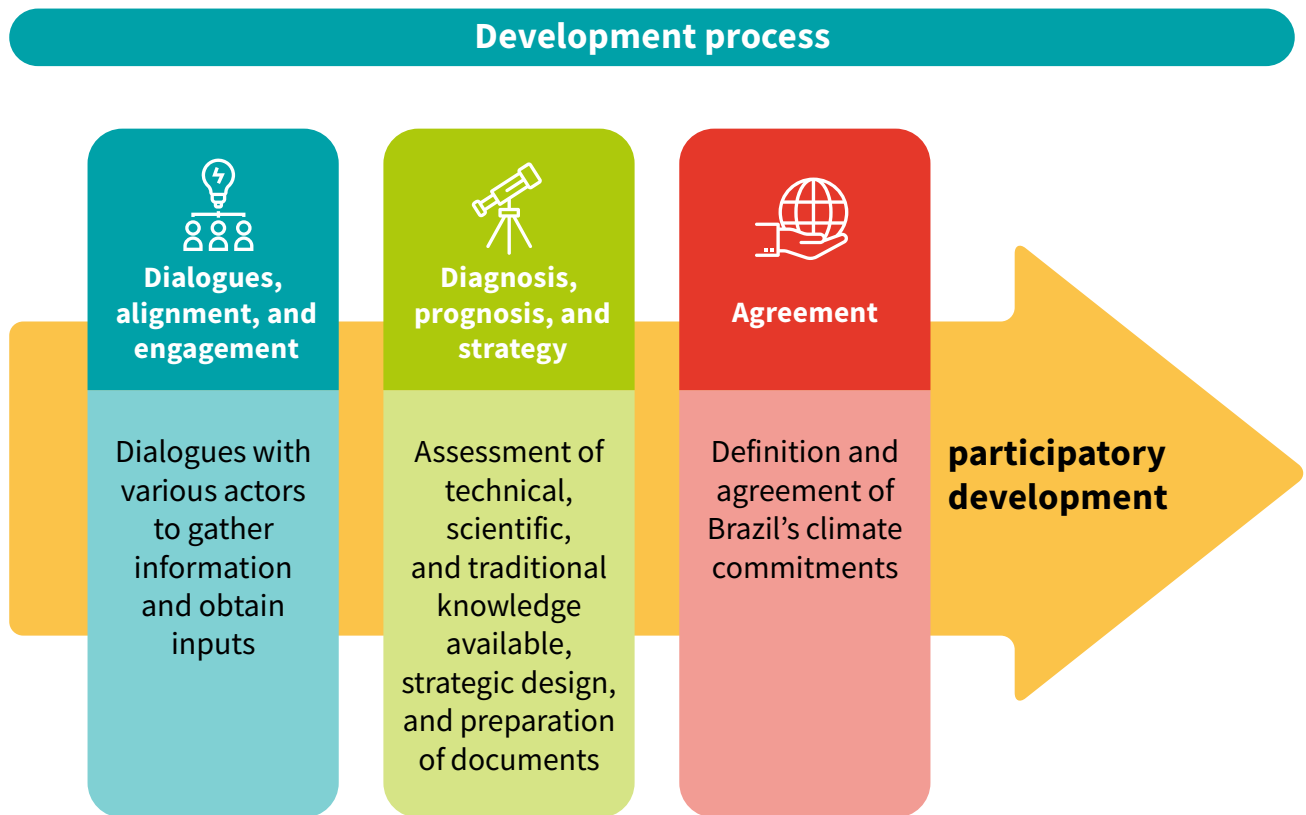 Development process
Dialogues,
alignment, and
engagement
Dialogues with
various actors
to gather
information
and obtain
inputs
Diagnosis,
prognosis, and
strategy
Assessment of
technical,
scientific,
and traditional
knowledge
available,
strategic design,
and preparation
of documents
Agreement
Definition and
agreement of
Brazil’s climate
commitments
participatory
development